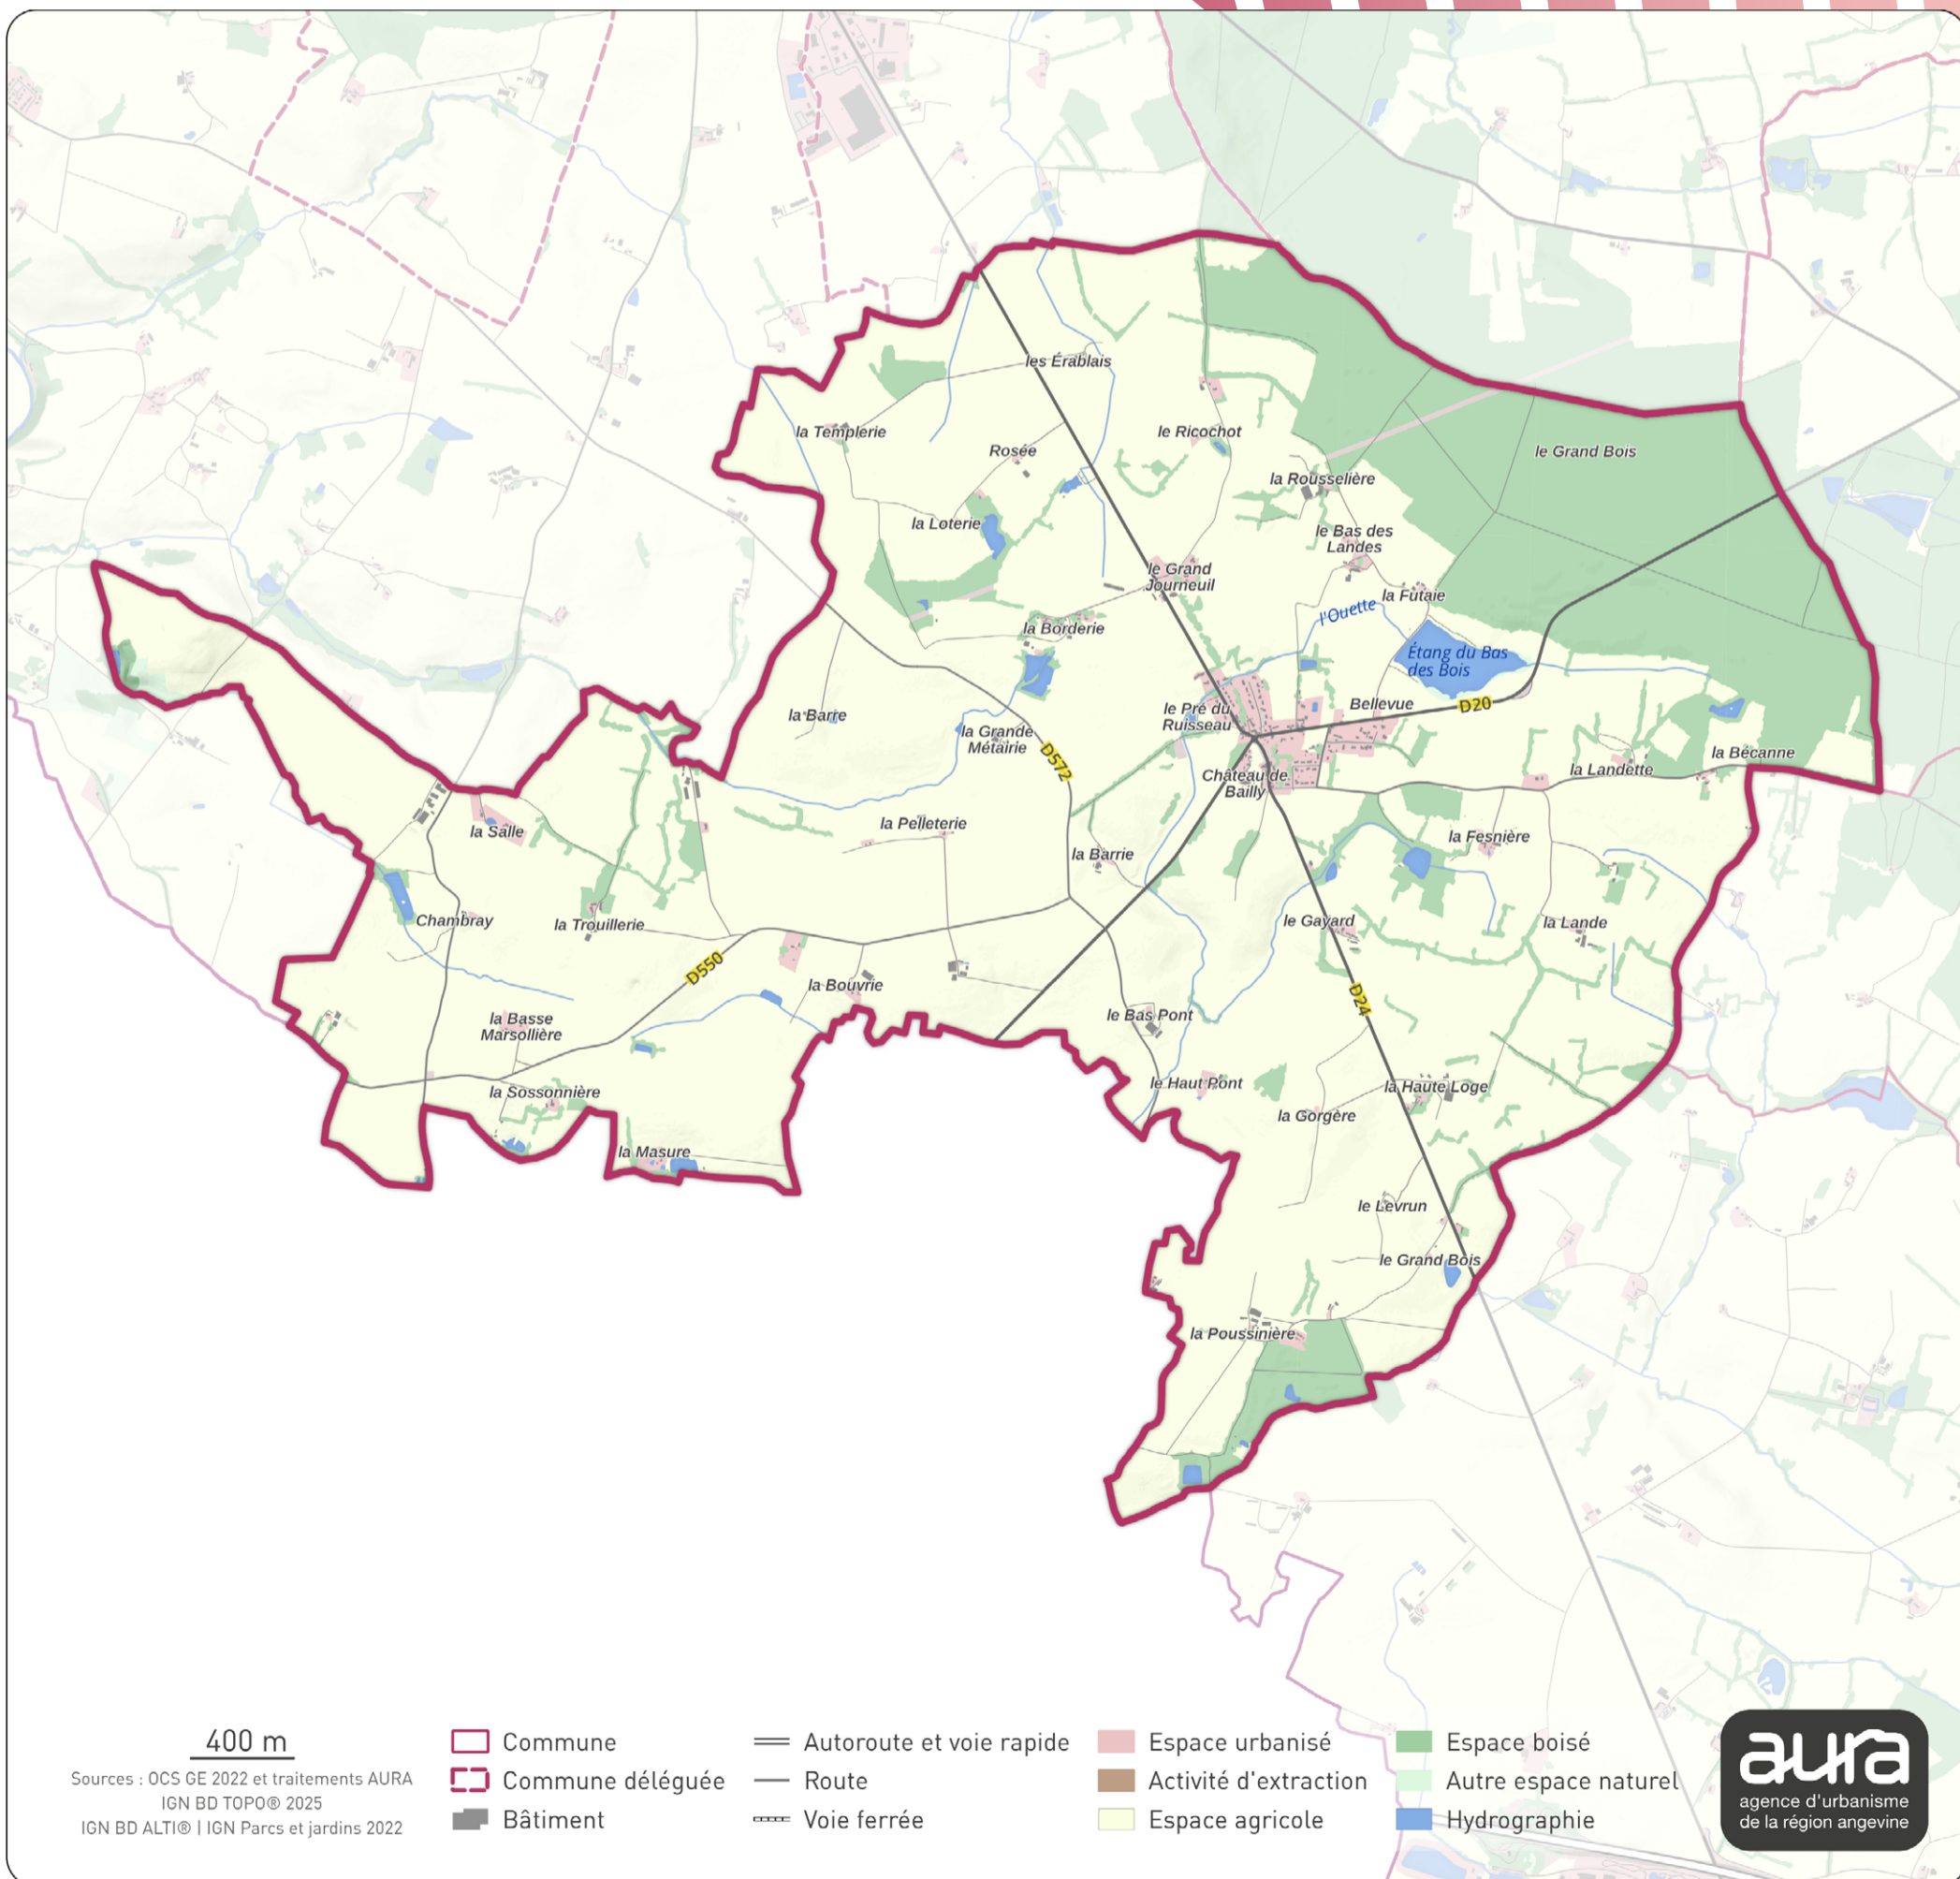 les Érablais
la Templerie
le Ricochot
Rosée
le Grand Bois
la Rousselière
la Loterie
le Bas des
Landes
le Grand
Journeuil
la Futaie
l'Ouette
la Borderie
Étang du Bas
des Bois
Bellevue
D20
le Pré du
Ruisseau
la Barre
la Grande
Métairie
D572
la Bécanne
la Landette
Château de
Bailly
la Salle
la Pelleterie
la Barrie
la Fesnière
Chambray
la Trouillerie
le Gayard
la Lande
D550
la Bouvrie
D24
la Basse
Marsollière
le Bas Pont
la Sossonnière
le Haut Pont
la Haute Loge
la Gorgère
la Masure
le Levrun
le Grand Bois
la Poussinière
400 m
Sources : OCS GE 2022 et traitements AURA
IGN BD TOPO® 2025
IGN BD ALTI® | IGN Parcs et jardins 2022
Commune
Commune déléguée
Bâtiment
Autoroute et voie rapide
Route
Voie ferrée
Espace urbanisé
Activité d'extraction
Espace agricole
Espace boisé
Autre espace naturel
Hydrographie
aura
agence d'urbanisme
de la région angevine